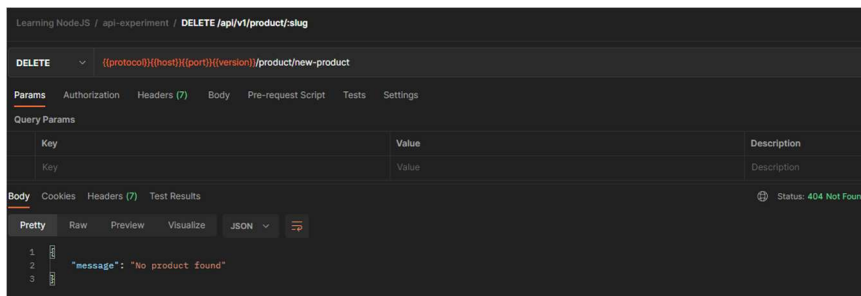 Learning NodeJS / api-experiment / DELETE /api/v1/product/:slug
DELETE {{protocol}}{{host}}{{port}}{{version}}/product/new-product
Params Authorization Headers (7) Body Pre-request Script Tests Settings
Query Params
Key Value Description
Key Value Description
Body Cookies Headers (7) Test Results Status: 404 Not Foun
Pretty Raw Preview Visualize JSON
1 {
2 "message": "No product found"
3 }